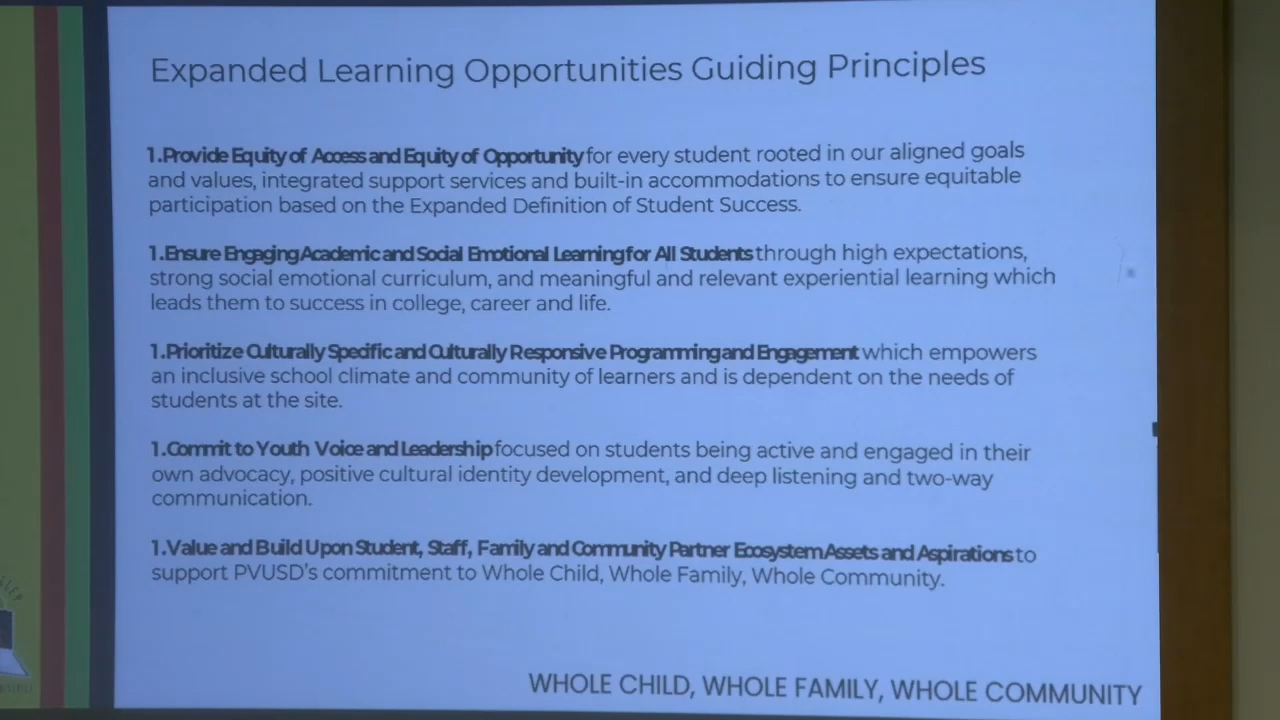 Expanded Learning Opportunities Guiding Principles
1.Provide Equity of Access and Equity of Opportunity for every student rooted in our aligned goals
and values, integrated support services and built-in accommodations to ensure equitable
participation based on the Expanded Definition of Student Success.
1.Ensure Engaging Academic and Social Emotional Learning for All Students through high expectations,
strong social emotional curriculum, and meaningful and relevant experiential learning which
leads them to success in college, career and life.
1.Prioritize Culturally Specific and Culturally Responsive Programming and Engagement which empowers
an inclusive school climate and community of learners and is dependent on the needs of
students at the site.
1.Commit to Youth Voice and Leadership focused on students being active and engaged in their
own advocacy, positive cultural identity development, and deep listening and two-way
communication.
1.Value and Build Upon Student, Staff, Family and Community Partner Ecosystem Assets and Aspirations to
support PVUSD's commitment to Whole Child, Whole Family, Whole Community.
WHOLE CHILD, WHOLE FAMILY, WHOLE COMMUNITY